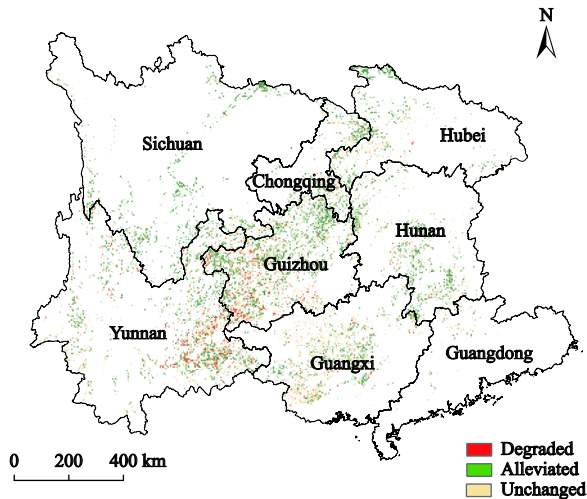 N
Sichuan
Hubei
Chongqing
Hunan
Guizhou
Yunnan
Guangxi
Guangdong
0 200 400 km
Degraded
Alleviated
Unchanged